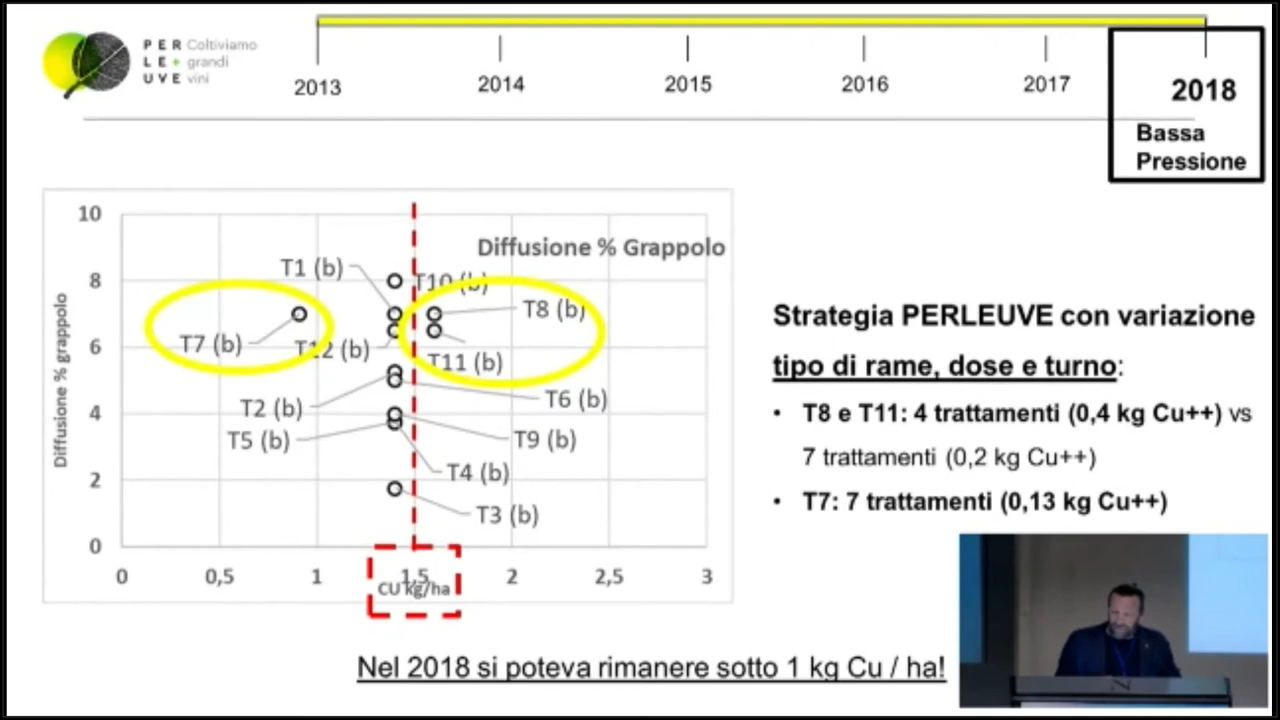 PER Coltiviamo
LE+ grandi
UVE vini
2013
2014
2015
2016
2017
2018
Bassa
Pressione
Diffusione % Grappolo
Diffusione % grappolo
10
8
6
4
2
0
T1 (b)
T10 (b)
T8 (b)
T7 (b)
T12 (b)
T11 (b)
T2 (b)
T6 (b)
T5 (b)
T9 (b)
T4 (b)
T3 (b)
0
0,5
1
1,5
2
2,5
3
CU kg/ha
Strategia PERLEUVE con variazione
tipo di rame, dose e turno:
• T8 e T11: 4 trattamenti (0,4 kg Cu++) vs
7 trattamenti (0,2 kg Cu++)
• T7: 7 trattamenti (0,13 kg Cu++)
Nel 2018 si poteva rimanere sotto 1 kg Cu / ha!